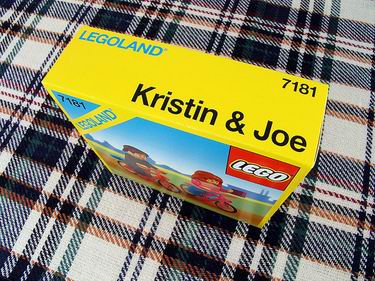 LEGOLAND®
7181
Kristin & Joe
7181
LEGOLAND
LEGO